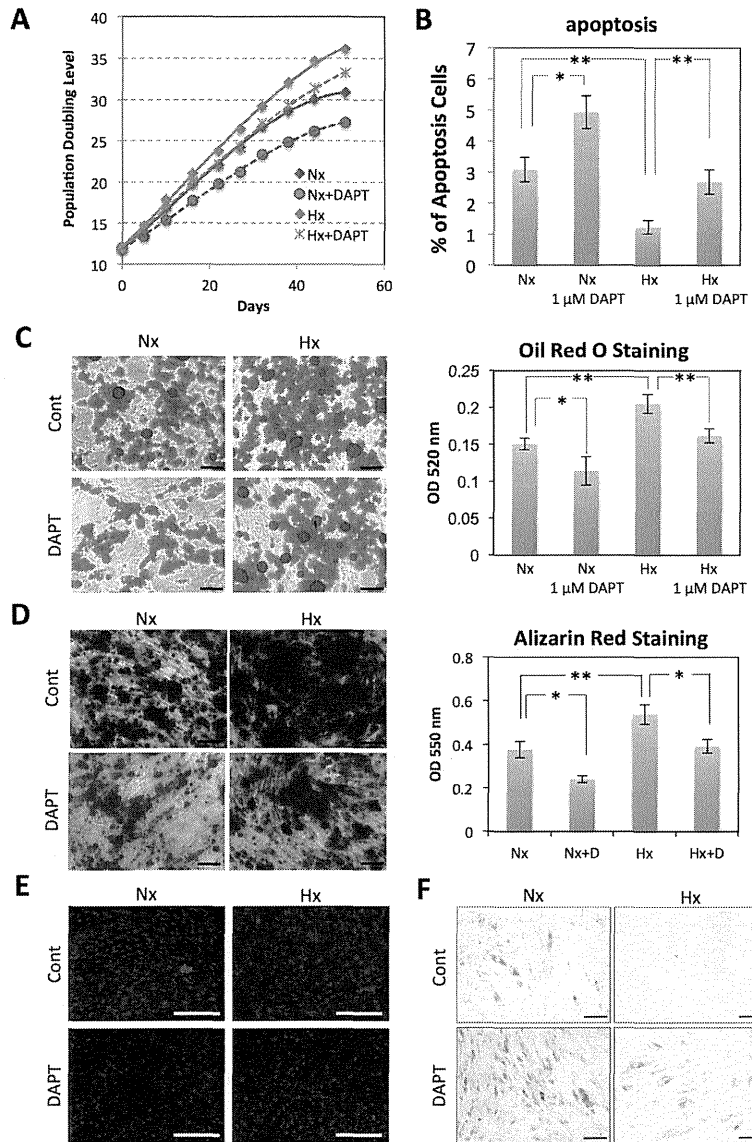 A
Population Doubling Level
40
35
30
25
20
15
10
0 20 40 60
Days
Nx
Nx+DAPT
Hx
Hx+DAPT
B
apoptosis
% of Apoptosis Cells
7
6
5
4
3
2
1
0
** * **
Nx Nx Hx Hx
1 μM DAPT 1 μM DAPT
C
Nx Hx
Cont
DAPT
Oil Red O Staining
OD 520 nm
0.25
0.2
0.15
0.1
0.05
0
** * **
Nx Nx Hx Hx
1 μM DAPT 1 μM DAPT
D
Nx Hx
Cont
DAPT
Alizarin Red Staining
OD 550 nm
0.8
0.6
0.4
0.2
0
** * *
Nx Nx+D Hx Hx+D
E
Nx Hx
Cont
DAPT
F
Nx Hx
Cont
DAPT